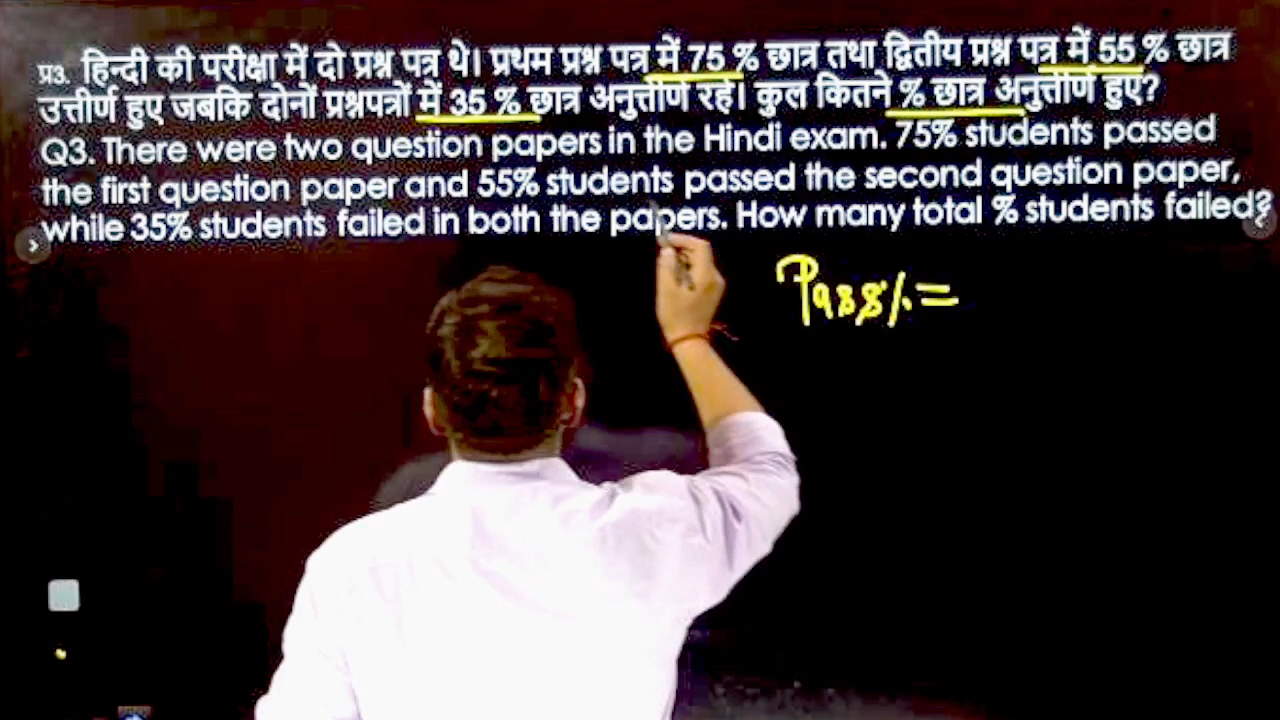 प्र3. हिन्दी की परीक्षा में दो प्रश्न पत्र थे। प्रथम प्रश्न पत्र में 75 % छात्र तथा द्वितीय प्रश्न पत्र में 55 % छात्र
उत्तीर्ण हुए जबकि दोनों प्रश्नपत्रों में 35 % छात्र अनुत्तीर्ण रहे। कुल कितने % छात्र अनुत्तीर्ण हुए?
Q3. There were two question papers in the Hindi exam. 75% students passed
the first question paper and 55% students passed the second question paper,
while 35% students failed in both the papers. How many total % students failed?
Pass% =